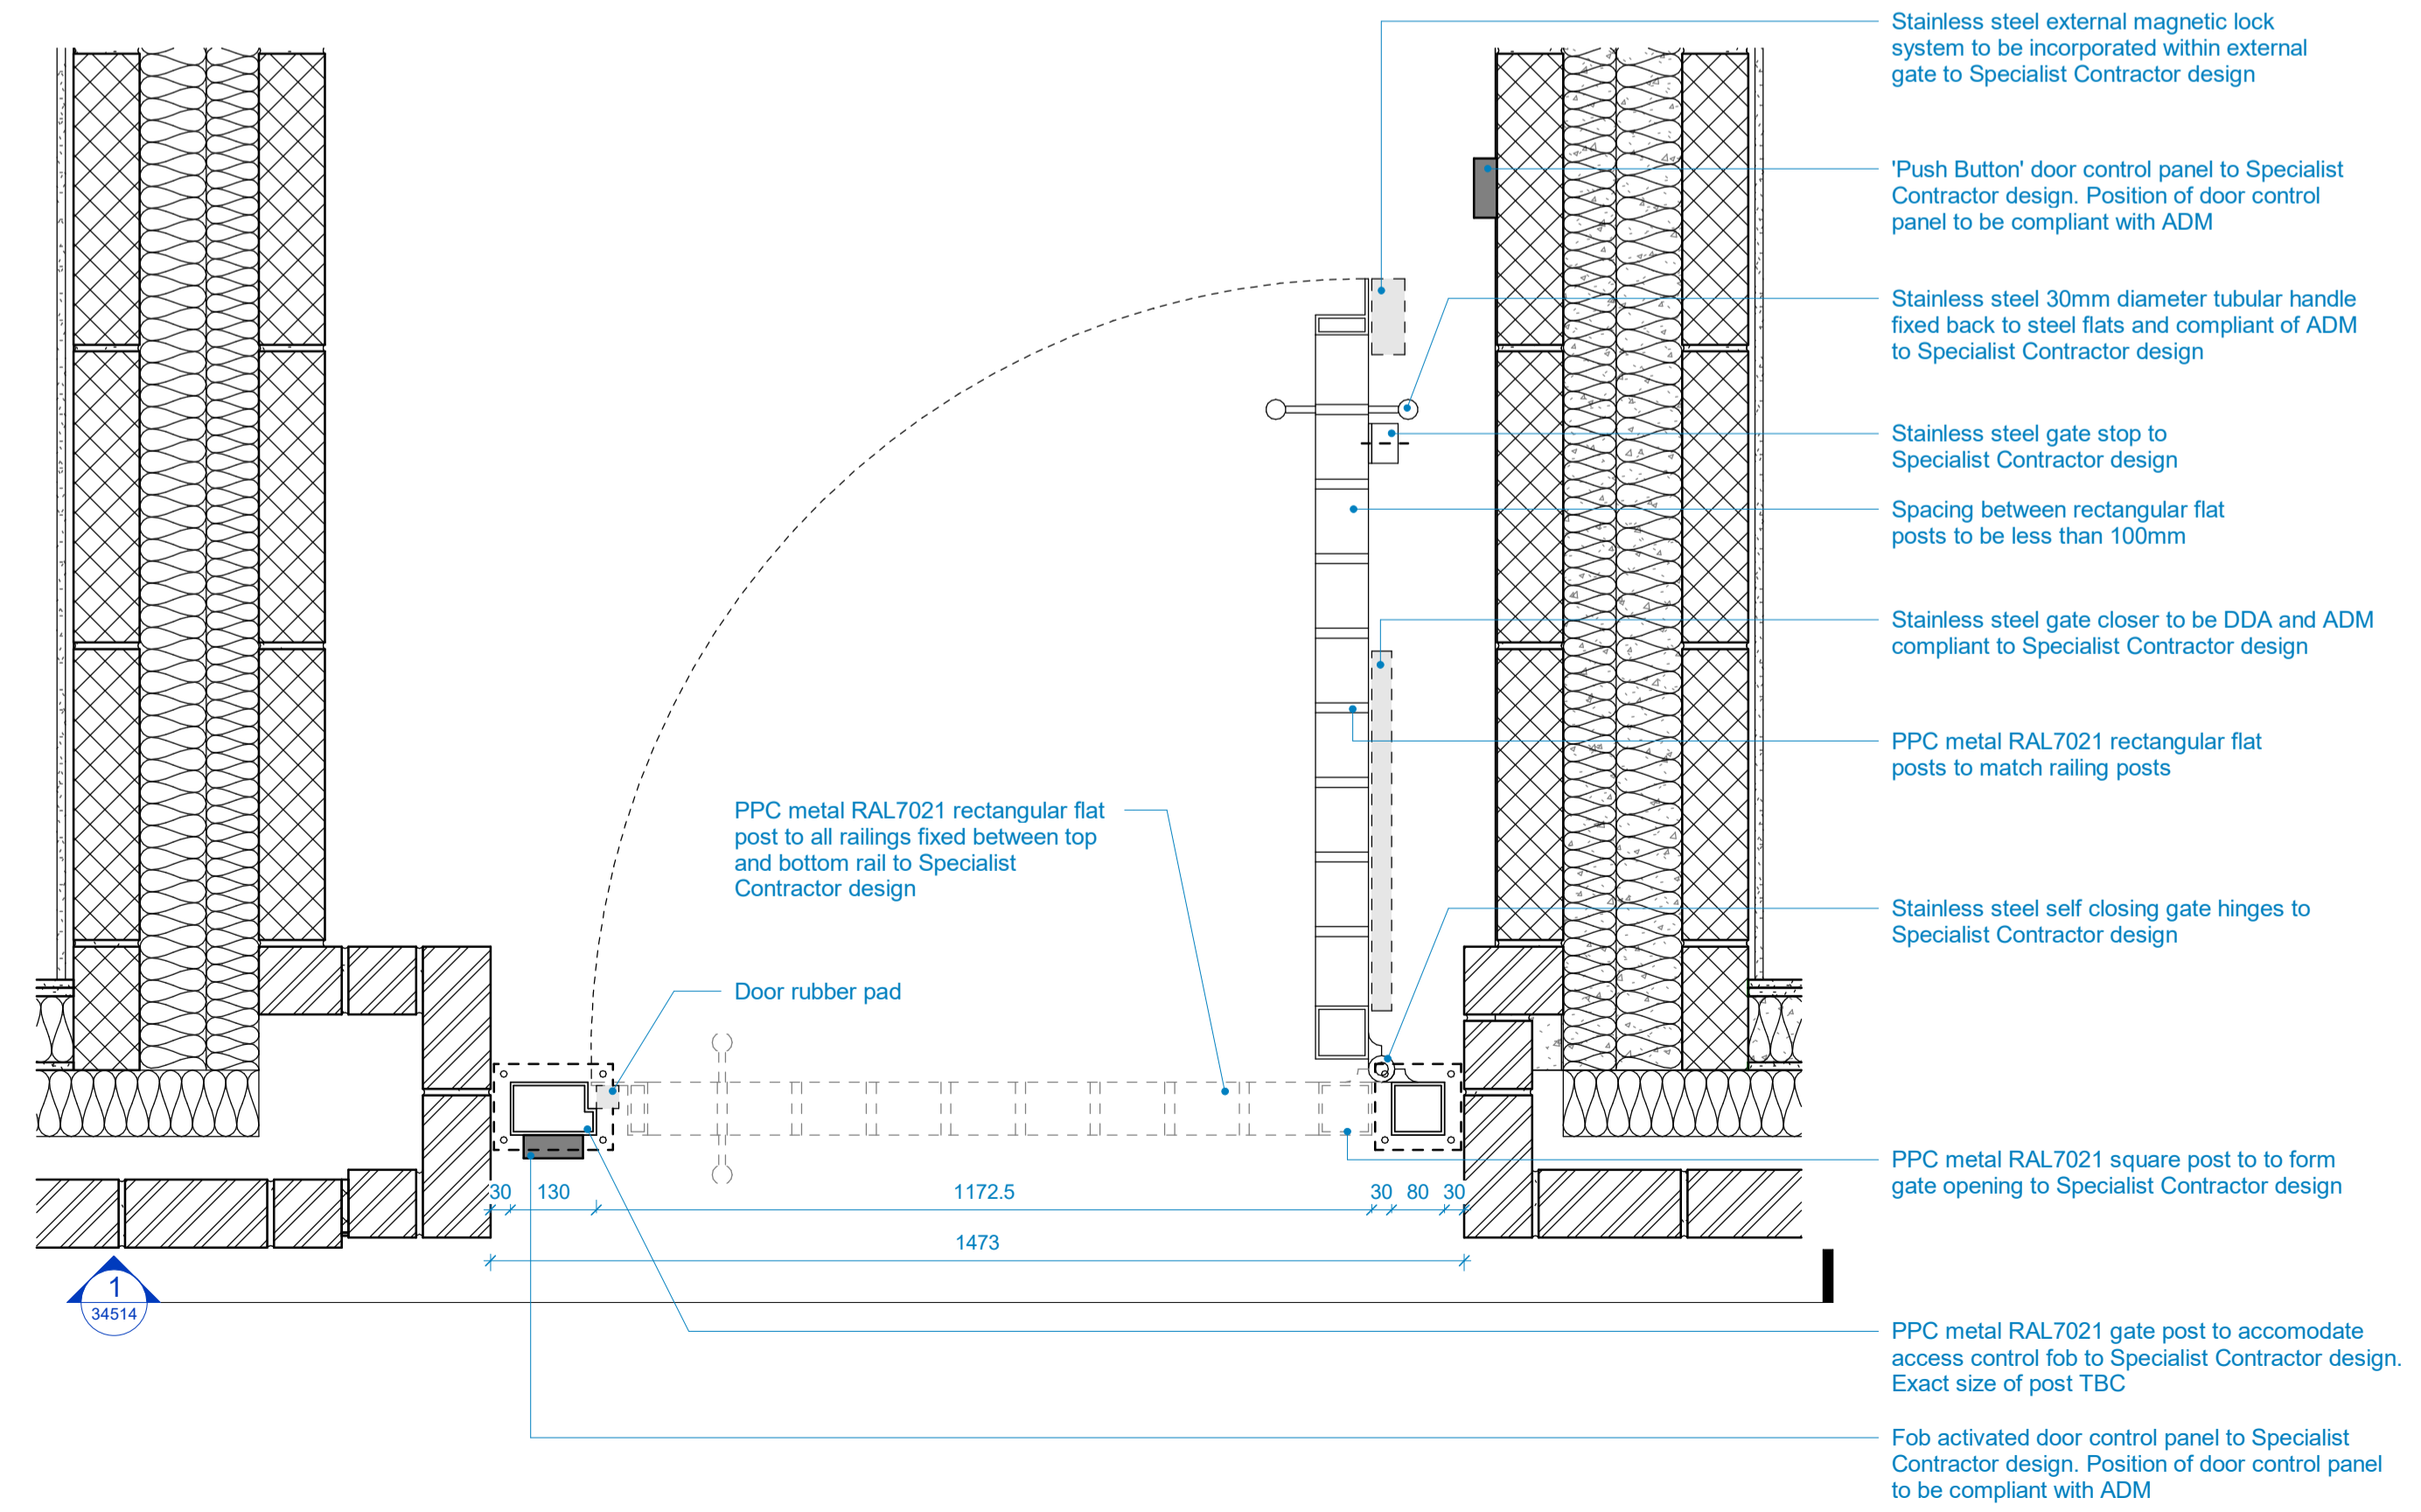 Stainless steel external magnetic lock
system to be incorporated within external
gate to Specialist Contractor design
'Push Button' door control panel to Specialist
Contractor design. Position of door control
panel to be compliant with ADM
Stainless steel 30mm diameter tubular handle
fixed back to steel flats and compliant of ADM
to Specialist Contractor design
Stainless steel gate stop to
Specialist Contractor design
Spacing between rectangular flat
posts to be less than 100mm
Stainless steel gate closer to be DDA and ADM
compliant to Specialist Contractor design
PPC metal RAL7021 rectangular flat
posts to match railing posts
PPC metal RAL7021 rectangular flat
post to all railings fixed between top
and bottom rail to Specialist
Contractor design
Stainless steel self closing gate hinges to
Specialist Contractor design
Door rubber pad
PPC metal RAL7021 square post to to form
gate opening to Specialist Contractor design
30 130 1172.5 30 80 30
1473
1
34514
PPC metal RAL7021 gate post to accomodate
access control fob to Specialist Contractor design.
Exact size of post TBC
Fob activated door control panel to Specialist
Contractor design. Position of door control panel
to be compliant with ADM